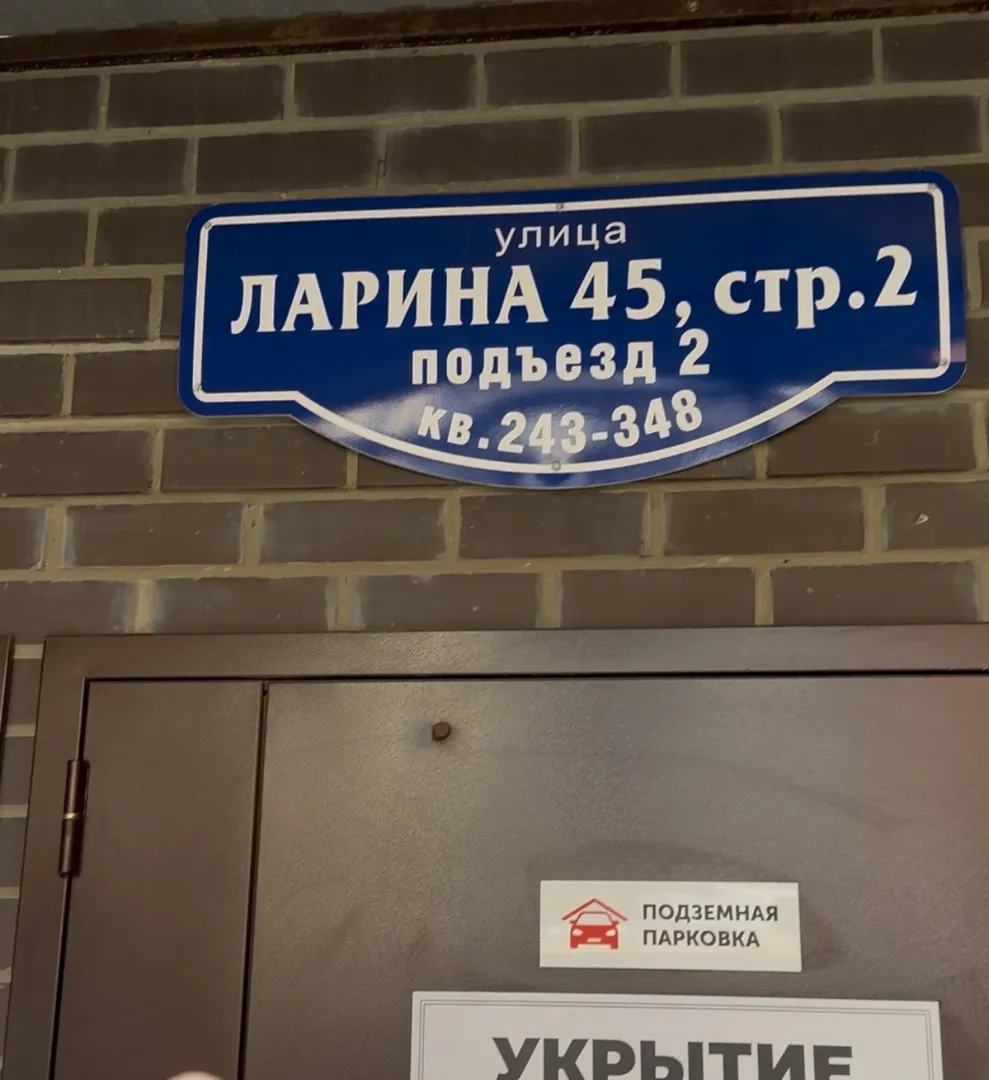 улица
ЛАРИНА 45, стр.2
подъезд 2
кв.243-348
ПОДЗЕМНАЯ
ПАРКОВКА
УКРЫТИЕ